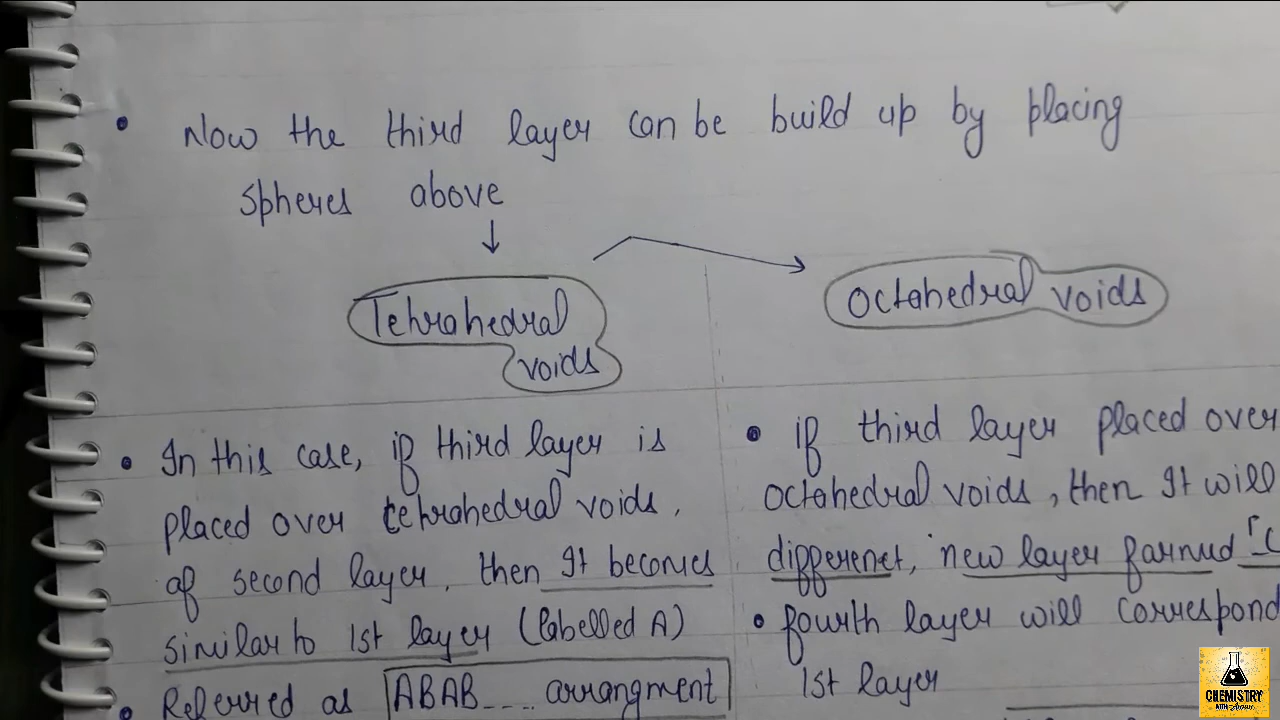 Now the third layer can be build up by placing
spheres above
Tetrahedral
voids
Octahedral voids
In this case, if third layer is
placed over tetrahedral voids,
of second layer, then It becomes
similar to 1st layer (labelled A)
Referred as ABAB.... arrangment
if third layer placed over
octahedral voids, then It will
differenet, new layer farmed "C
fourth layer will correspond
1st layer
CHEMISTRY